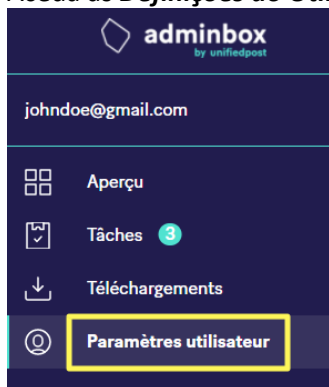 adminbox
by unifiedpost
johndoe@gmail.com
Aperçu
Tâches 3
Téléchargements
Paramètres utilisateur